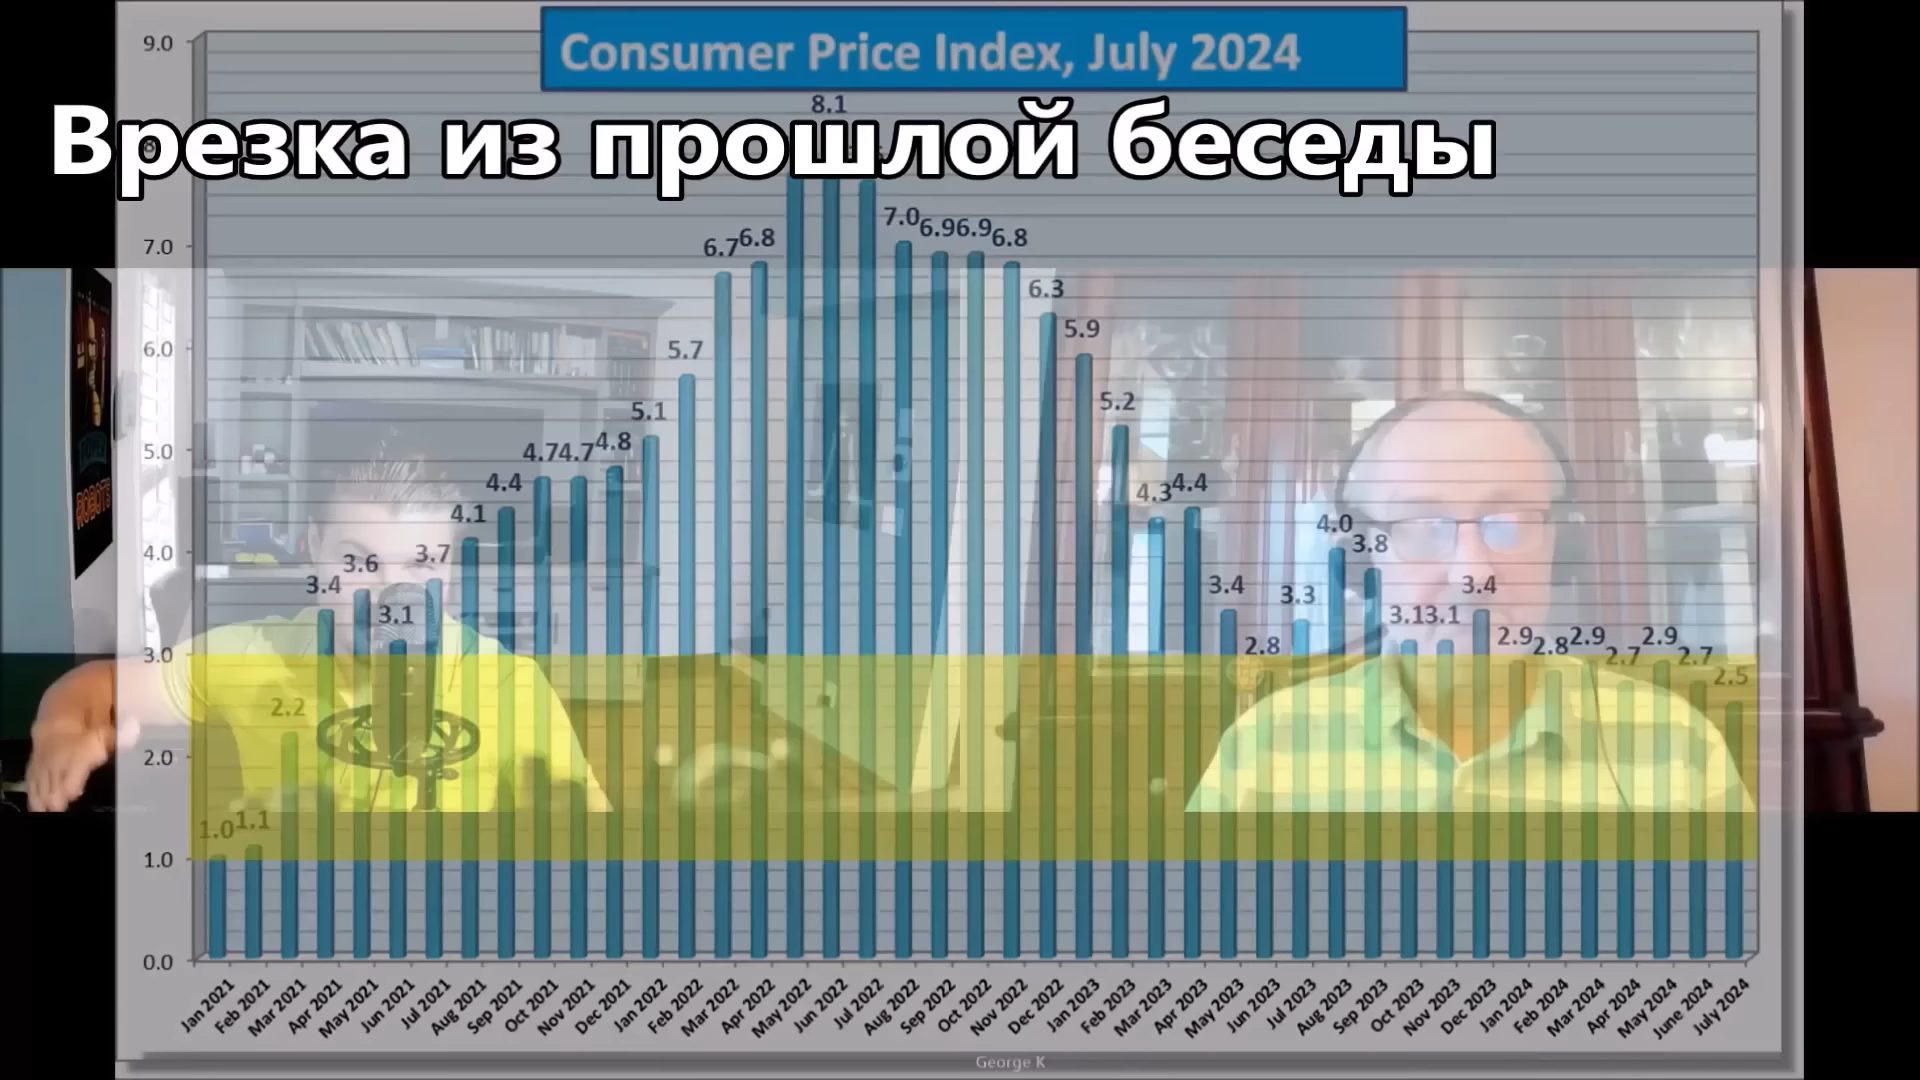 Consumer Price Index, July 2024
Врезка из прошлой беседы
9.0
7.0
6.0
5.0
4.0
3.0
2.0
1.0
0.0
1.0
1.1
2.2
3.4
3.6
3.1
3.7
4.1
4.4
4.7
4.7
4.8
5.1
5.7
6.7
6.8
8.1
7.0
6.9
6.9
6.8
6.3
5.9
5.2
4.3
4.4
3.4
2.8
3.3
4.0
3.8
3.1
3.1
3.4
2.9
2.8
2.9
2.7
2.9
2.7
2.5
ROBOTS
Jan 2021
Feb 2021
Mar 2021
Apr 2021
May 2021
Jun 2021
Jul 2021
Aug 2021
Sep 2021
Oct 2021
Nov 2021
Dec 2021
Jan 2022
Feb 2022
Mar 2022
Apr 2022
May 2022
Jun 2022
Jul 2022
Aug 2022
Sep 2022
Oct 2022
Nov 2022
Dec 2022
Jan 2023
Feb 2023
Mar 2023
Apr 2023
May 2023
Jun 2023
Jul 2023
Aug 2023
Sep 2023
Oct 2023
Nov 2023
Dec 2023
Jan 2024
Feb 2024
Mar 2024
Apr 2024
May 2024
June 2024
July 2024
George K